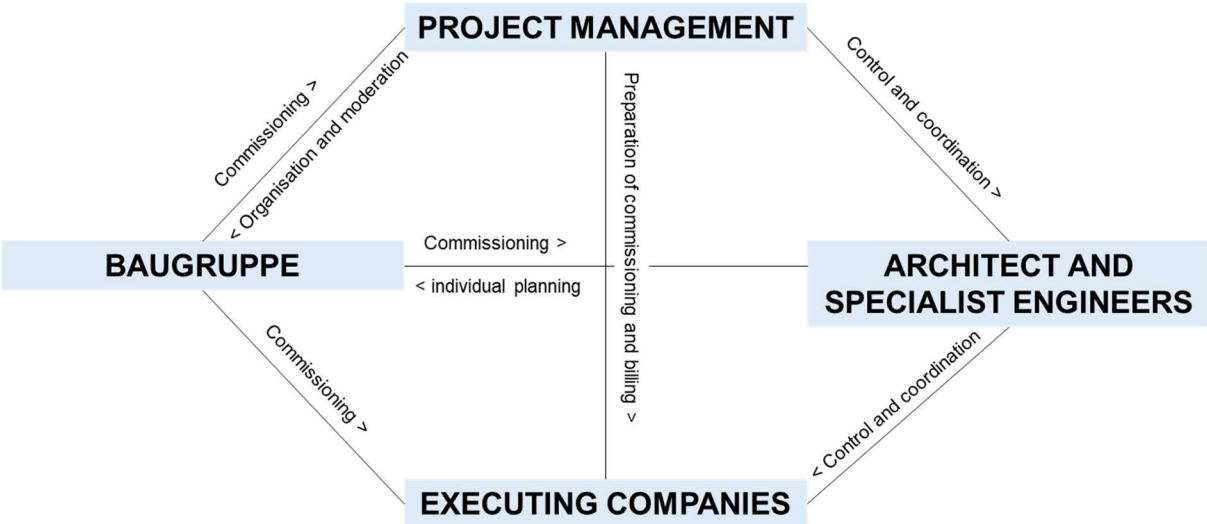 PROJECT MANAGEMENT
Commissioning >
< Organisation and moderation
Preparation of commissioning and billing >
Control and coordination >
BAUGRUPPE
Commissioning >
< individual planning
ARCHITECT AND
SPECIALIST ENGINEERS
Commissioning >
< Control and coordination
EXECUTING COMPANIES